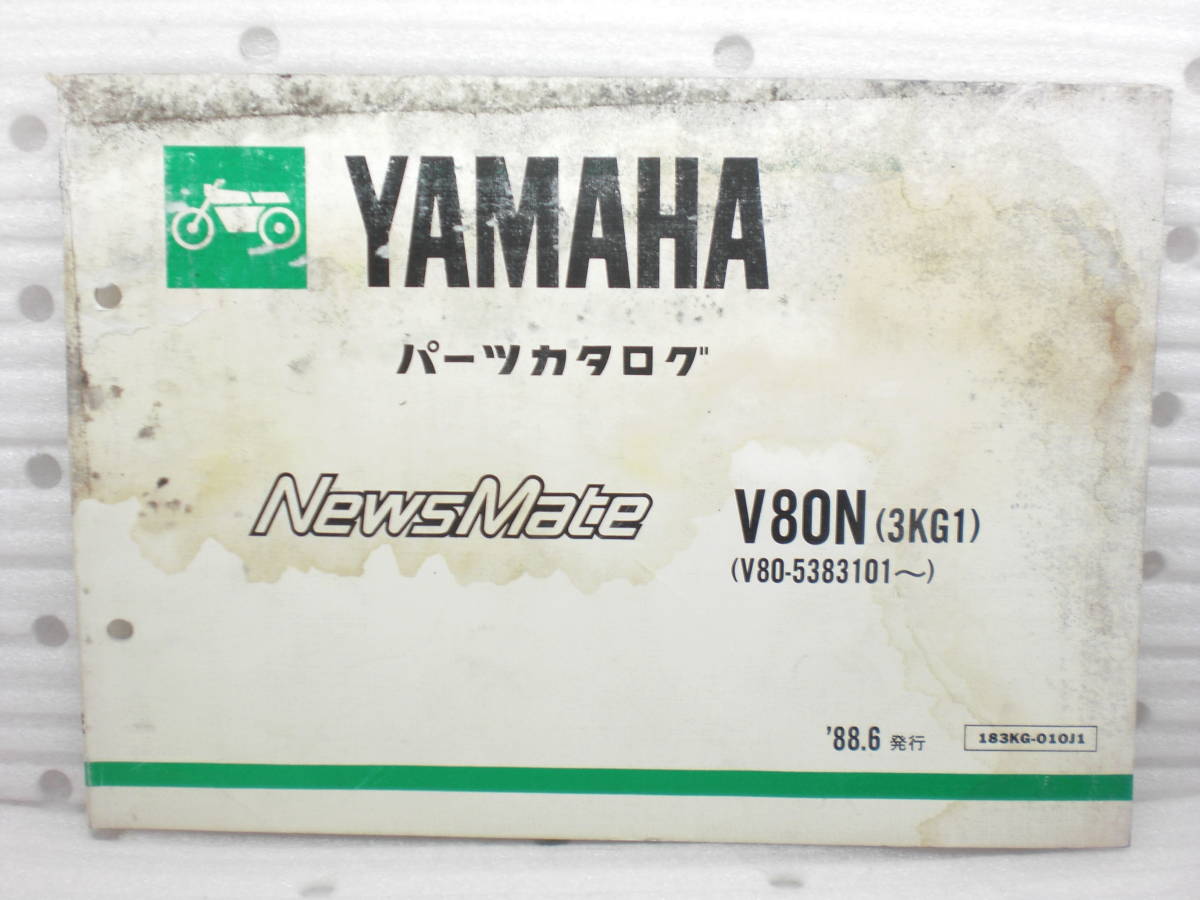 YAMAHA
パーツカタログ
NewsMate V80N (3KG1)
(V80-5383101～)
'88.6 発行 183KG-010J1